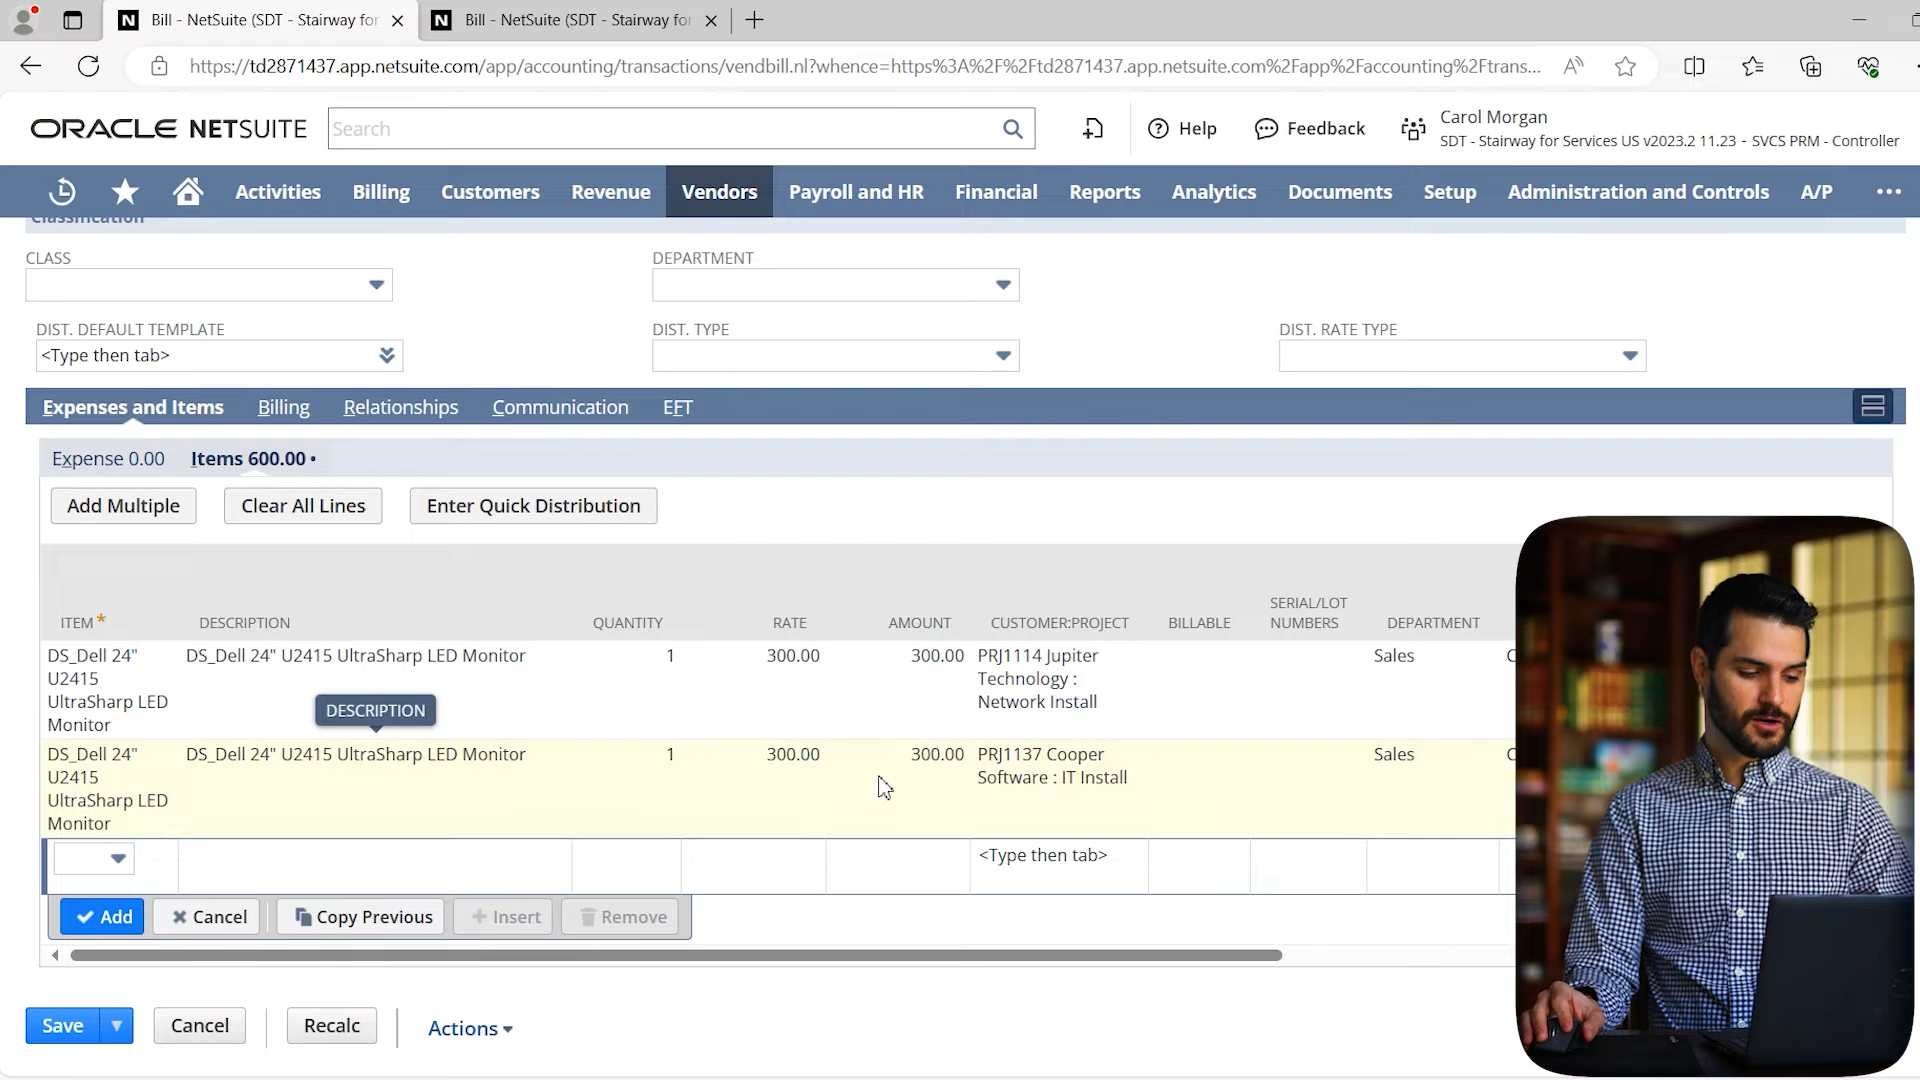 Bill - NetSuite (SDT - Stairway for
Bill - NetSuite (SDT - Stairway for
https://td2871437.app.netsuite.com/app/accounting/transactions/vendbill.nl?whence=https%3A%2F%2Ftd2871437.app.netsuite.com%2Fapp%2Faccounting%2Ftrans...
ORACLE NETSUITE
Search
Help
Feedback
Carol Morgan
SDT - Stairway for Services US v2023.2 11.23 - SVCS PRM - Controller
Activities Billing Customers Revenue Vendors Payroll and HR Financial Reports Analytics Documents Setup Administration and Controls A/P
Classification
CLASS DEPARTMENT
DIST. DEFAULT TEMPLATE DIST. TYPE DIST. RATE TYPE
<Type then tab>
Expenses and Items Billing Relationships Communication EFT
Expense 0.00 Items 600.00 •
Add Multiple Clear All Lines Enter Quick Distribution
ITEM * DESCRIPTION QUANTITY RATE AMOUNT CUSTOMER:PROJECT BILLABLE SERIAL/LOT NUMBERS DEPARTMENT
DS_Dell 24" DS_Dell 24" U2415 UltraSharp LED Monitor 1 300.00 300.00 PRJ1114 Jupiter Sales
U2415 Technology :
UltraSharp LED Network Install
Monitor
DESCRIPTION
DS_Dell 24" DS_Dell 24" U2415 UltraSharp LED Monitor 1 300.00 300.00 PRJ1137 Cooper Sales
U2415 Software : IT Install
UltraSharp LED
Monitor
<Type then tab>
Add Cancel Copy Previous Insert Remove
Save Cancel Recalc Actions